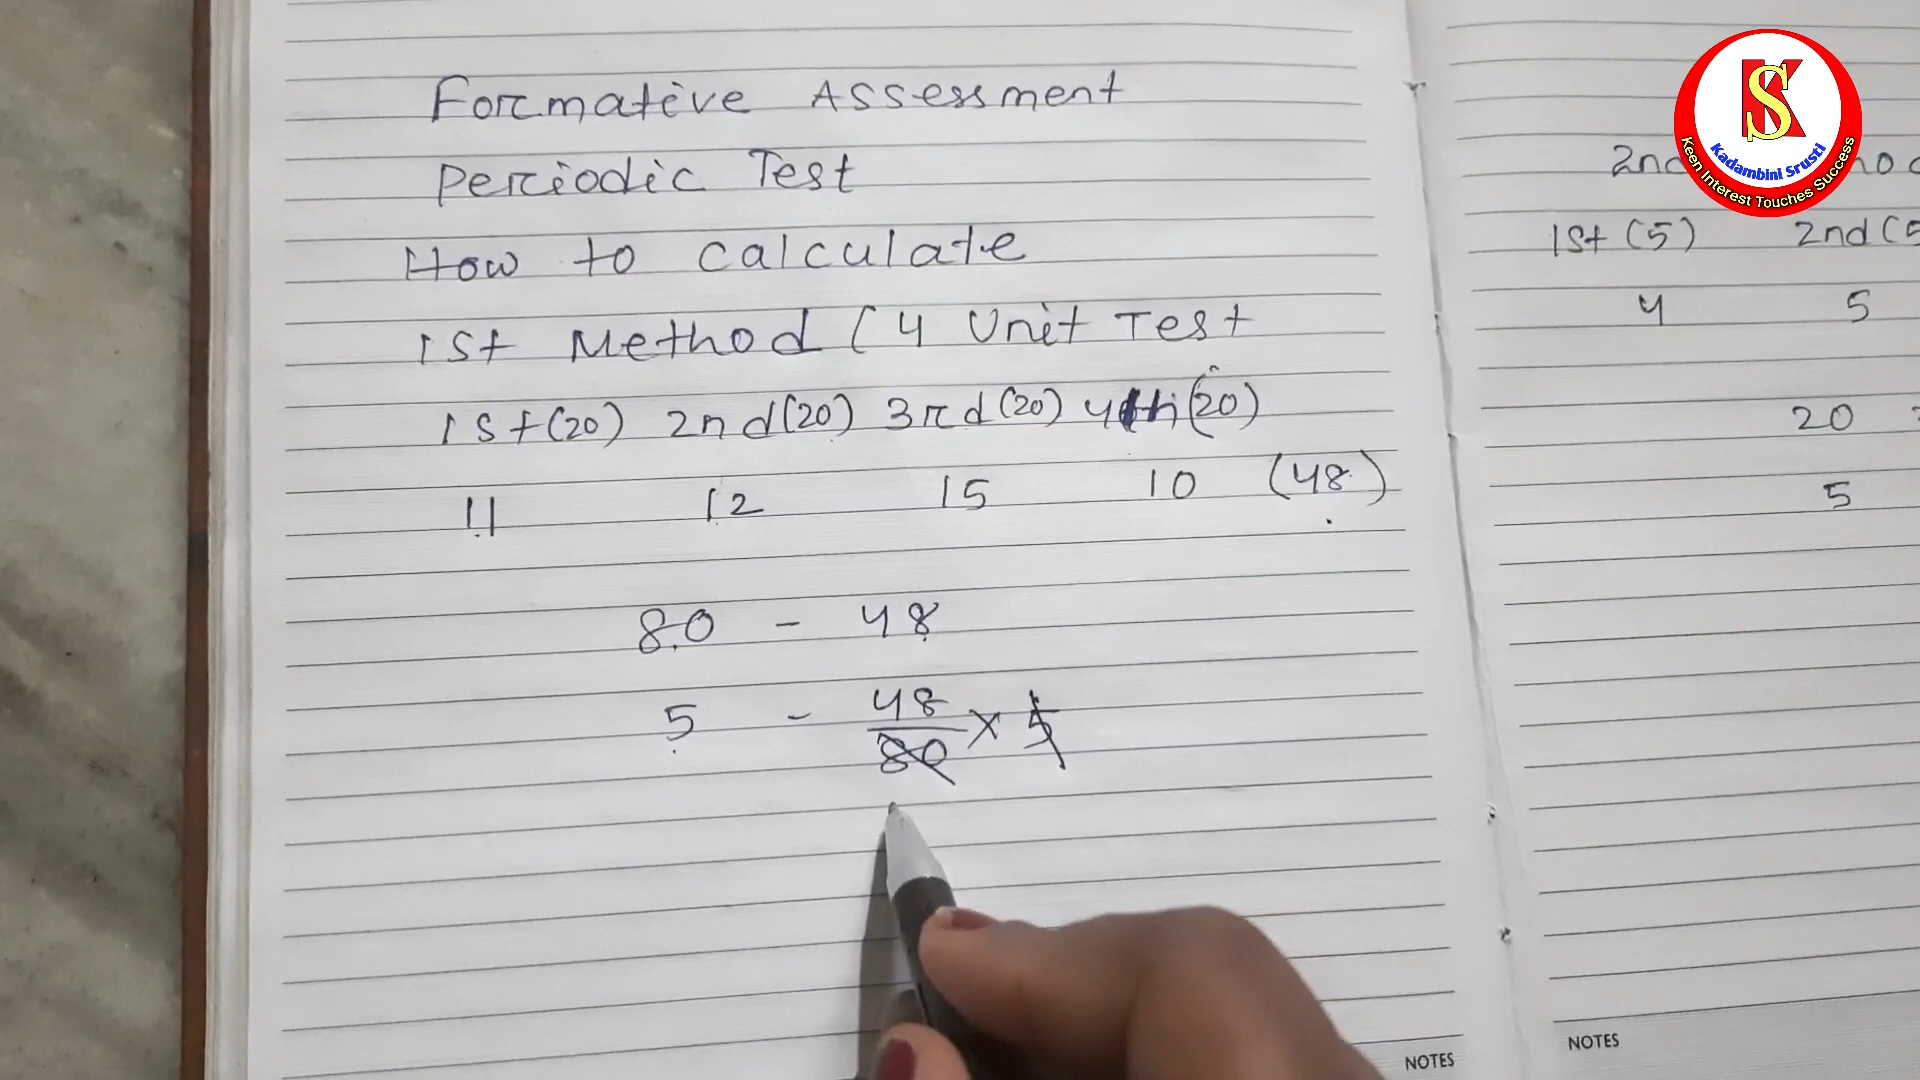 Formative Assessment
Periodic Test
How to calculate
1st Method (4 Unit Test
1st(20) 2nd(20) 3rd(20) 4th(20)
11 12 15 10 (48)
80 - 48
5 - 48/80 × 5
NOTES
2nd
1st (5) 2nd (5
4 5
20
5
NOTES
KS
Kadambini Srusti
Keen Interest Touches Success